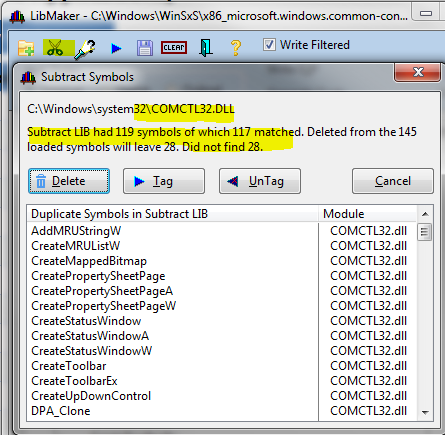 LibMaker - C:\Windows\WinSxS\x86_microsoft.windows.common-con...
CLEAR
Write Filtered
Subtract Symbols
C:\Windows\system32\COMCTL32.DLL
Subtract LIB had 119 symbols of which 117 matched. Deleted from the 145
loaded symbols will leave 28. Did not find 28.
Delete
Tag
UnTag
Cancel
Duplicate Symbols in Subtract LIB Module
AddMRUStringW COMCTL32.dll
CreateMRUListW COMCTL32.dll
CreateMappedBitmap COMCTL32.dll
CreatePropertySheetPage COMCTL32.dll
CreatePropertySheetPageA COMCTL32.dll
CreatePropertySheetPageW COMCTL32.dll
CreateStatusWindow COMCTL32.dll
CreateStatusWindowA COMCTL32.dll
CreateStatusWindowW COMCTL32.dll
CreateToolbar COMCTL32.dll
CreateToolbarEx COMCTL32.dll
CreateUpDownControl COMCTL32.dll
DPA_Clone COMCTL32.dll